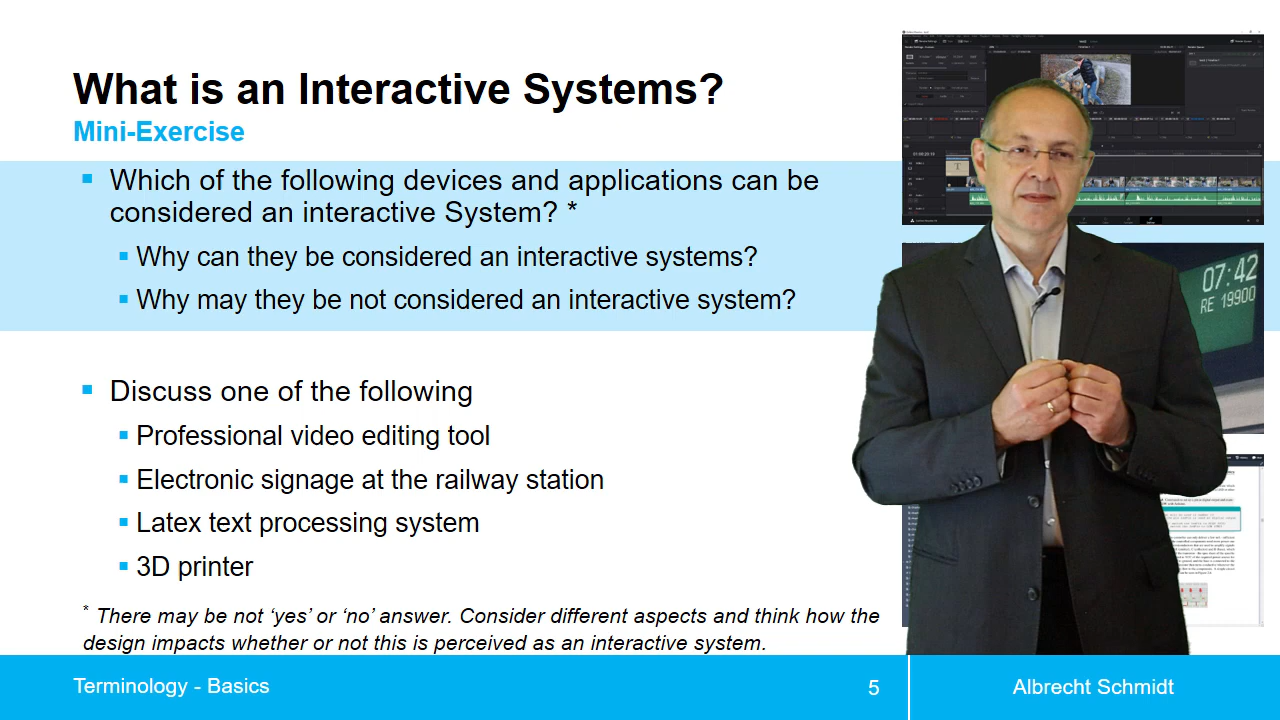 What is an Interactive Systems?
Mini-Exercise
Which of the following devices and applications can be
considered an interactive System? *
Why can they be considered an interactive systems?
Why may they be not considered an interactive system?
Discuss one of the following
Professional video editing tool
Electronic signage at the railway station
Latex text processing system
3D printer
* There may be not ‘yes’ or ‘no’ answer. Consider different aspects and think how the
design impacts whether or not this is perceived as an interactive system.
07:42
RE 19900
Terminology - Basics
5
Albrecht Schmidt